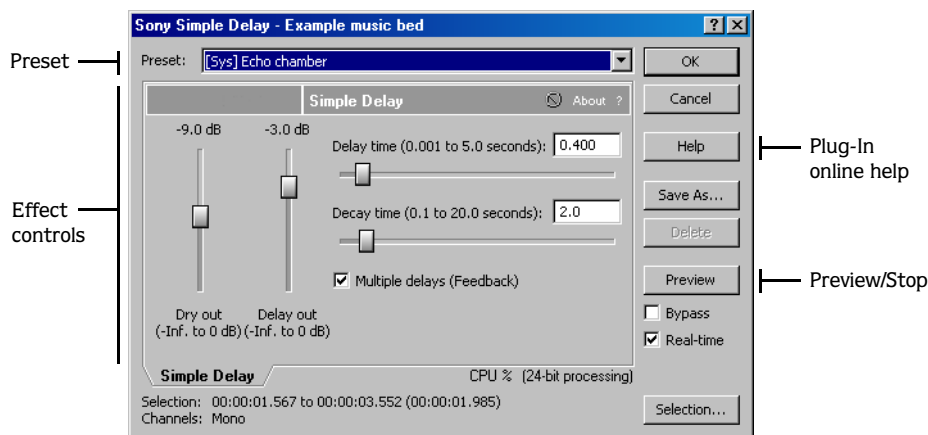 Sony Simple Delay - Example music bed
Preset
Preset: [Sys] Echo chamber
OK
Simple Delay About ?
Cancel
-9.0 dB -3.0 dB
Delay time (0.001 to 5.0 seconds): 0.400
Help
Plug-In
online help
Effect
controls
Decay time (0.1 to 20.0 seconds): 2.0
Save As...
Delete
Multiple delays (Feedback)
Preview
Preview/Stop
Dry out Delay out
(-Inf. to 0 dB) (-Inf. to 0 dB)
Bypass
Real-time
Simple Delay
CPU % (24-bit processing)
Selection: 00:00:01.567 to 00:00:03.552 (00:00:01.985)
Channels: Mono
Selection...